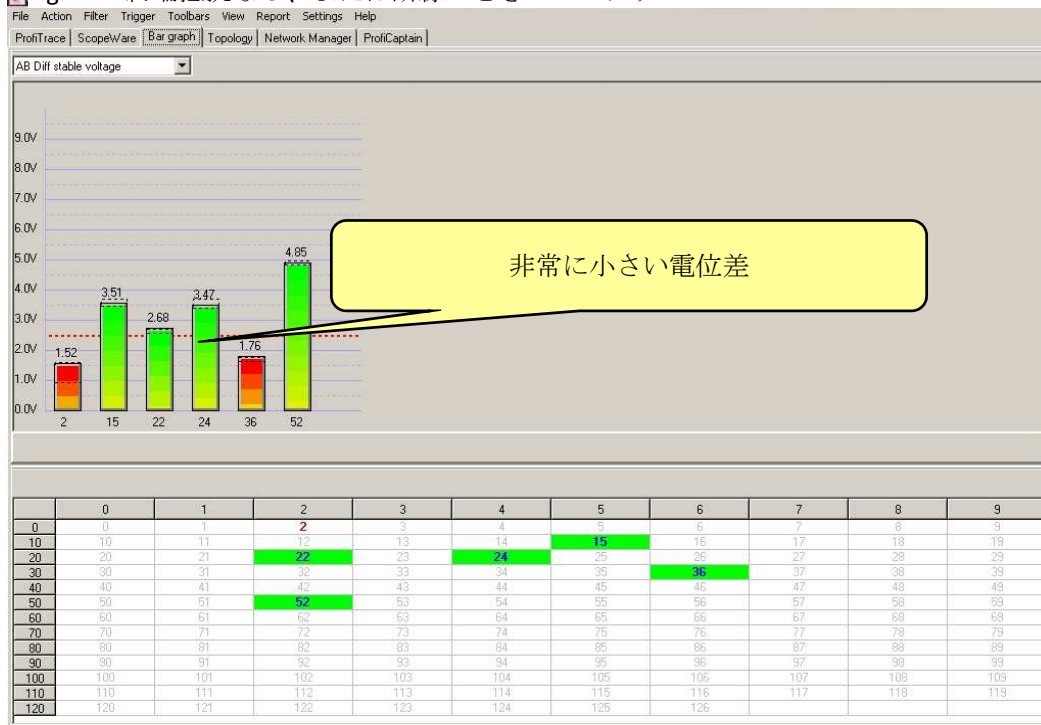 File Action Filter Trigger Toolbars View Report Settings Help
ProfiTrace ScopeWare Bar graph Topology Network Manager ProfiCaptain
AB Diff stable voltage
9.0V
8.0V
7.0V
6.0V
5.0V
4.0V
3.0V
2.0V
1.0V
0.0V
1.52 3.51 2.68 3.47 1.76 4.85
2 15 22 24 36 52
非常に小さい電位差
0 1 2 3 4 5 6 7 8 9
0 0 1 2 3 4 5 6 7 8 9
10 10 11 12 13 14 15 16 17 18 19
20 20 21 22 23 24 25 26 27 28 29
30 30 31 32 33 34 35 36 37 38 39
40 40 41 42 43 44 45 46 47 48 49
50 50 51 52 53 54 55 56 57 58 59
60 60 61 62 63 64 65 66 67 68 69
70 70 71 72 73 74 75 76 77 78 79
80 80 81 82 83 84 85 86 87 88 89
90 90 91 92 93 94 95 96 97 98 99
100 100 101 102 103 104 105 106 107 108 109
110 110 111 112 113 114 115 116 117 118 119
120 120 121 122 123 124 125 126